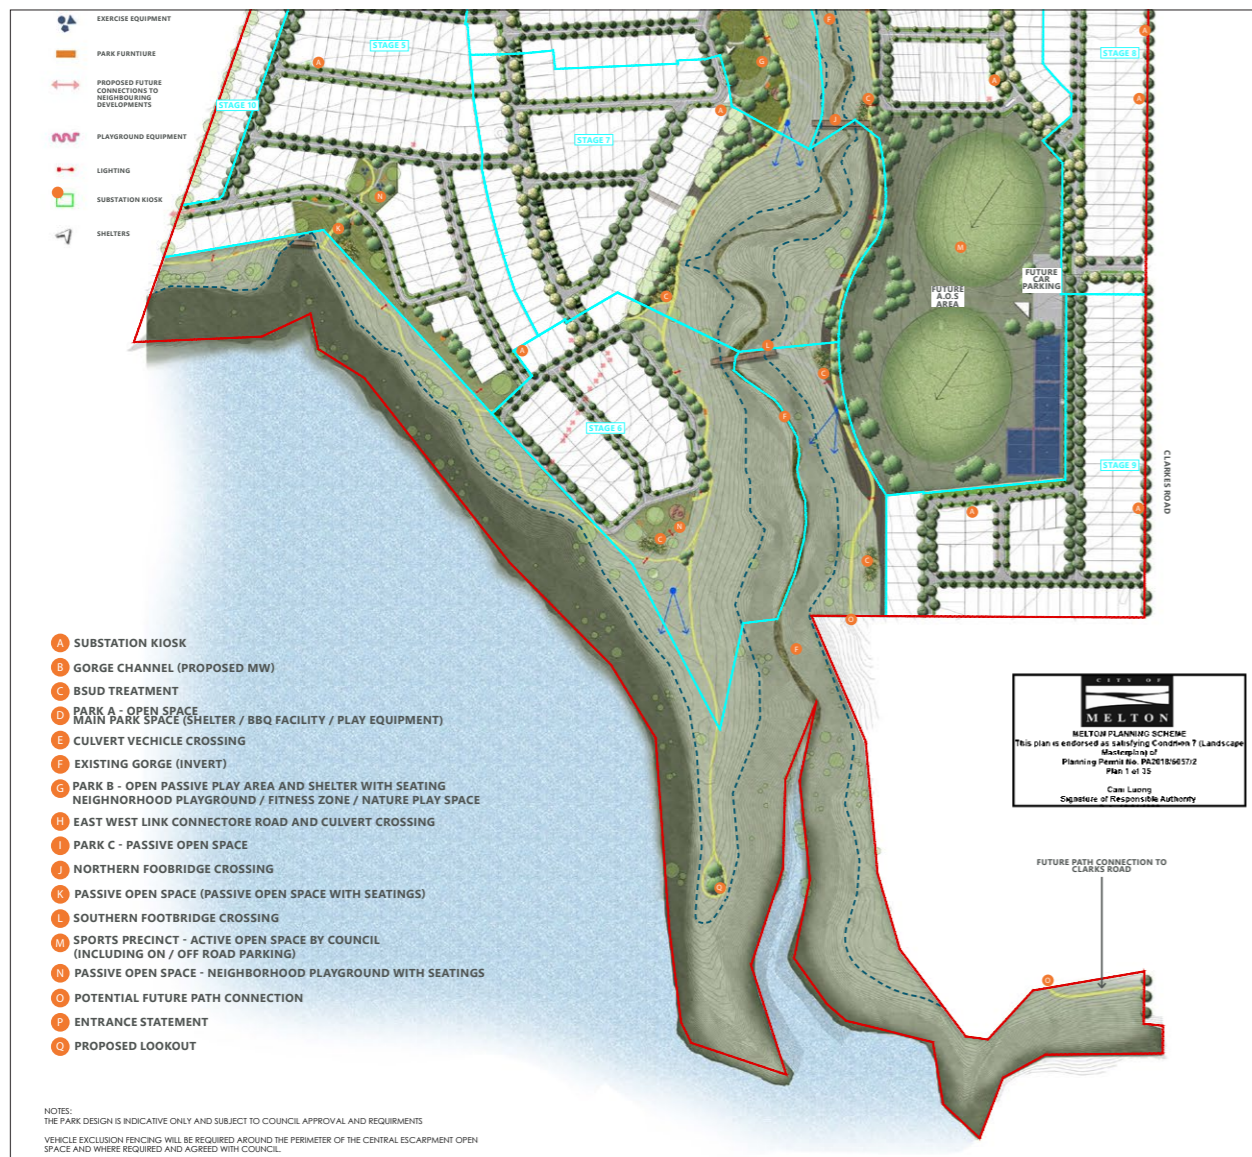 EXERCISE EQUIPMENT
PARK FURNTIURE
PROPOSED FUTURE
CONNECTIONS TO
NEIGHBOURING
DEVELOPMENTS
PLAYGROUND EQUIPMENT
LIGHTING
SUBSTATION KIOSK
SHELTERS
STAGE 5
STAGE 10
STAGE 7
STAGE 8
STAGE 6
STAGE 9
A
A
A
A
A
A
A
A
F
G
C
J
N
K
C
M
L
C
F
N
C
C
O
F
Q
O
FUTURE
CAR
PARKING
FUTURE
A.O.S
AREA
CLARKES ROAD
A SUBSTATION KIOSK
B GORGE CHANNEL (PROPOSED MW)
C BSUD TREATMENT
D PARK A - OPEN SPACE
MAIN PARK SPACE (SHELTER / BBQ FACILITY / PLAY EQUIPMENT)
E CULVERT VECHICLE CROSSING
F EXISTING GORGE (INVERT)
G PARK B - OPEN PASSIVE PLAY AREA AND SHELTER WITH SEATING
NEIGHNORHOOD PLAYGROUND / FITNESS ZONE / NATURE PLAY SPACE
H EAST WEST LINK CONNECTORE ROAD AND CULVERT CROSSING
I PARK C - PASSIVE OPEN SPACE
J NORTHERN FOOBRIDGE CROSSING
K PASSIVE OPEN SPACE (PASSIVE OPEN SPACE WITH SEATINGS)
L SOUTHERN FOOTBRIDGE CROSSING
M SPORTS PRECINCT - ACTIVE OPEN SPACE BY COUNCIL
(INCLUDING ON / OFF ROAD PARKING)
N PASSIVE OPEN SPACE - NEIGHBORHOOD PLAYGROUND WITH SEATINGS
O POTENTIAL FUTURE PATH CONNECTION
P ENTRANCE STATEMENT
Q PROPOSED LOOKOUT
CITY OF
MELTON
MELTON PLANNING SCHEME
This plan is endorsed as satisfying Condition 7 (Landscape
Masterplan) of
Planning Permit No. PA2018/6057/2
Plan 1 of 35
Cam Luong
Signature of Responsible Authority
FUTURE PATH CONNECTION TO
CLARKS ROAD
NOTES:
THE PARK DESIGN IS INDICATIVE ONLY AND SUBJECT TO COUNCIL APPROVAL AND REQUIRMENTS
VEHICLE EXCLUSION FENCING WILL BE REQUIRED AROUND THE PERIMETER OF THE CENTRAL ESCARPMENT OPEN
SPACE AND WHERE REQUIRED AND AGREED WITH COUNCIL.